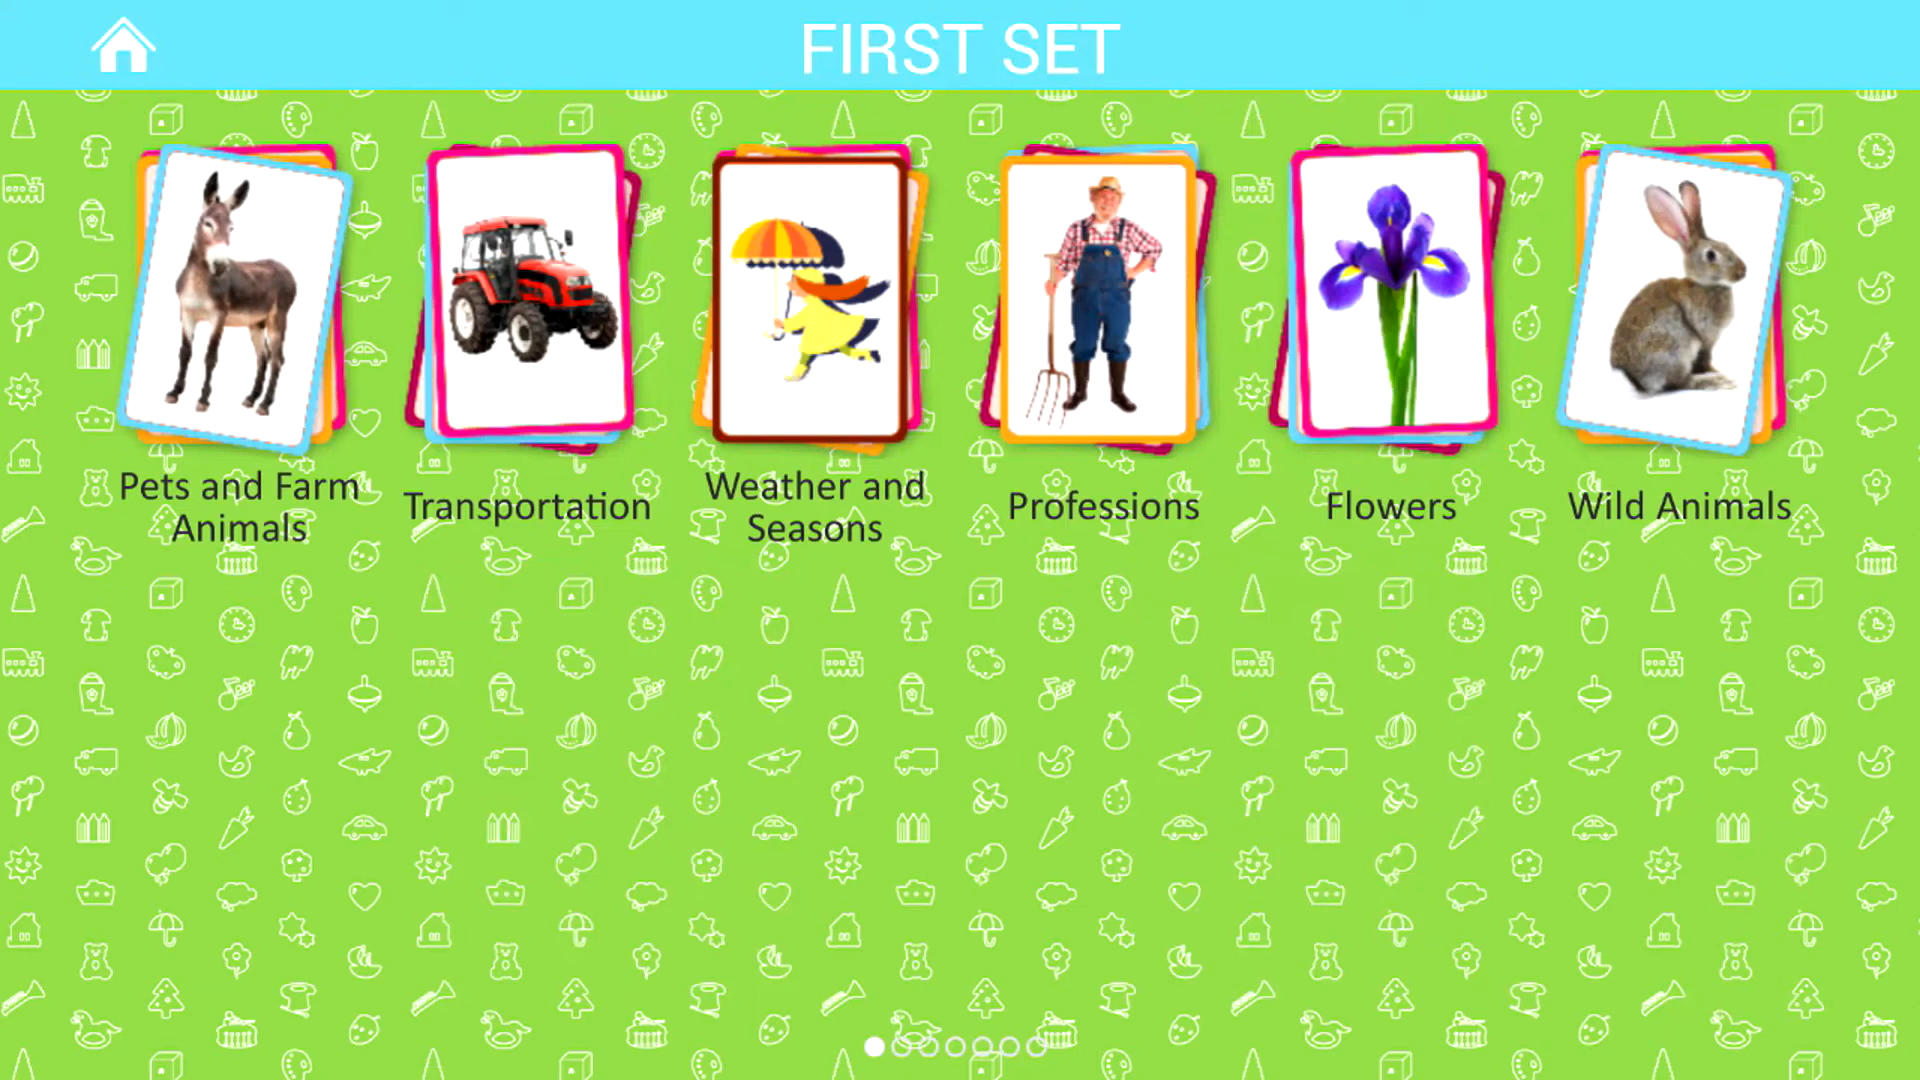 FIRST SET
Pets and Farm
Animals
Transportation
Weather and
Seasons
Professions
Flowers
Wild Animals